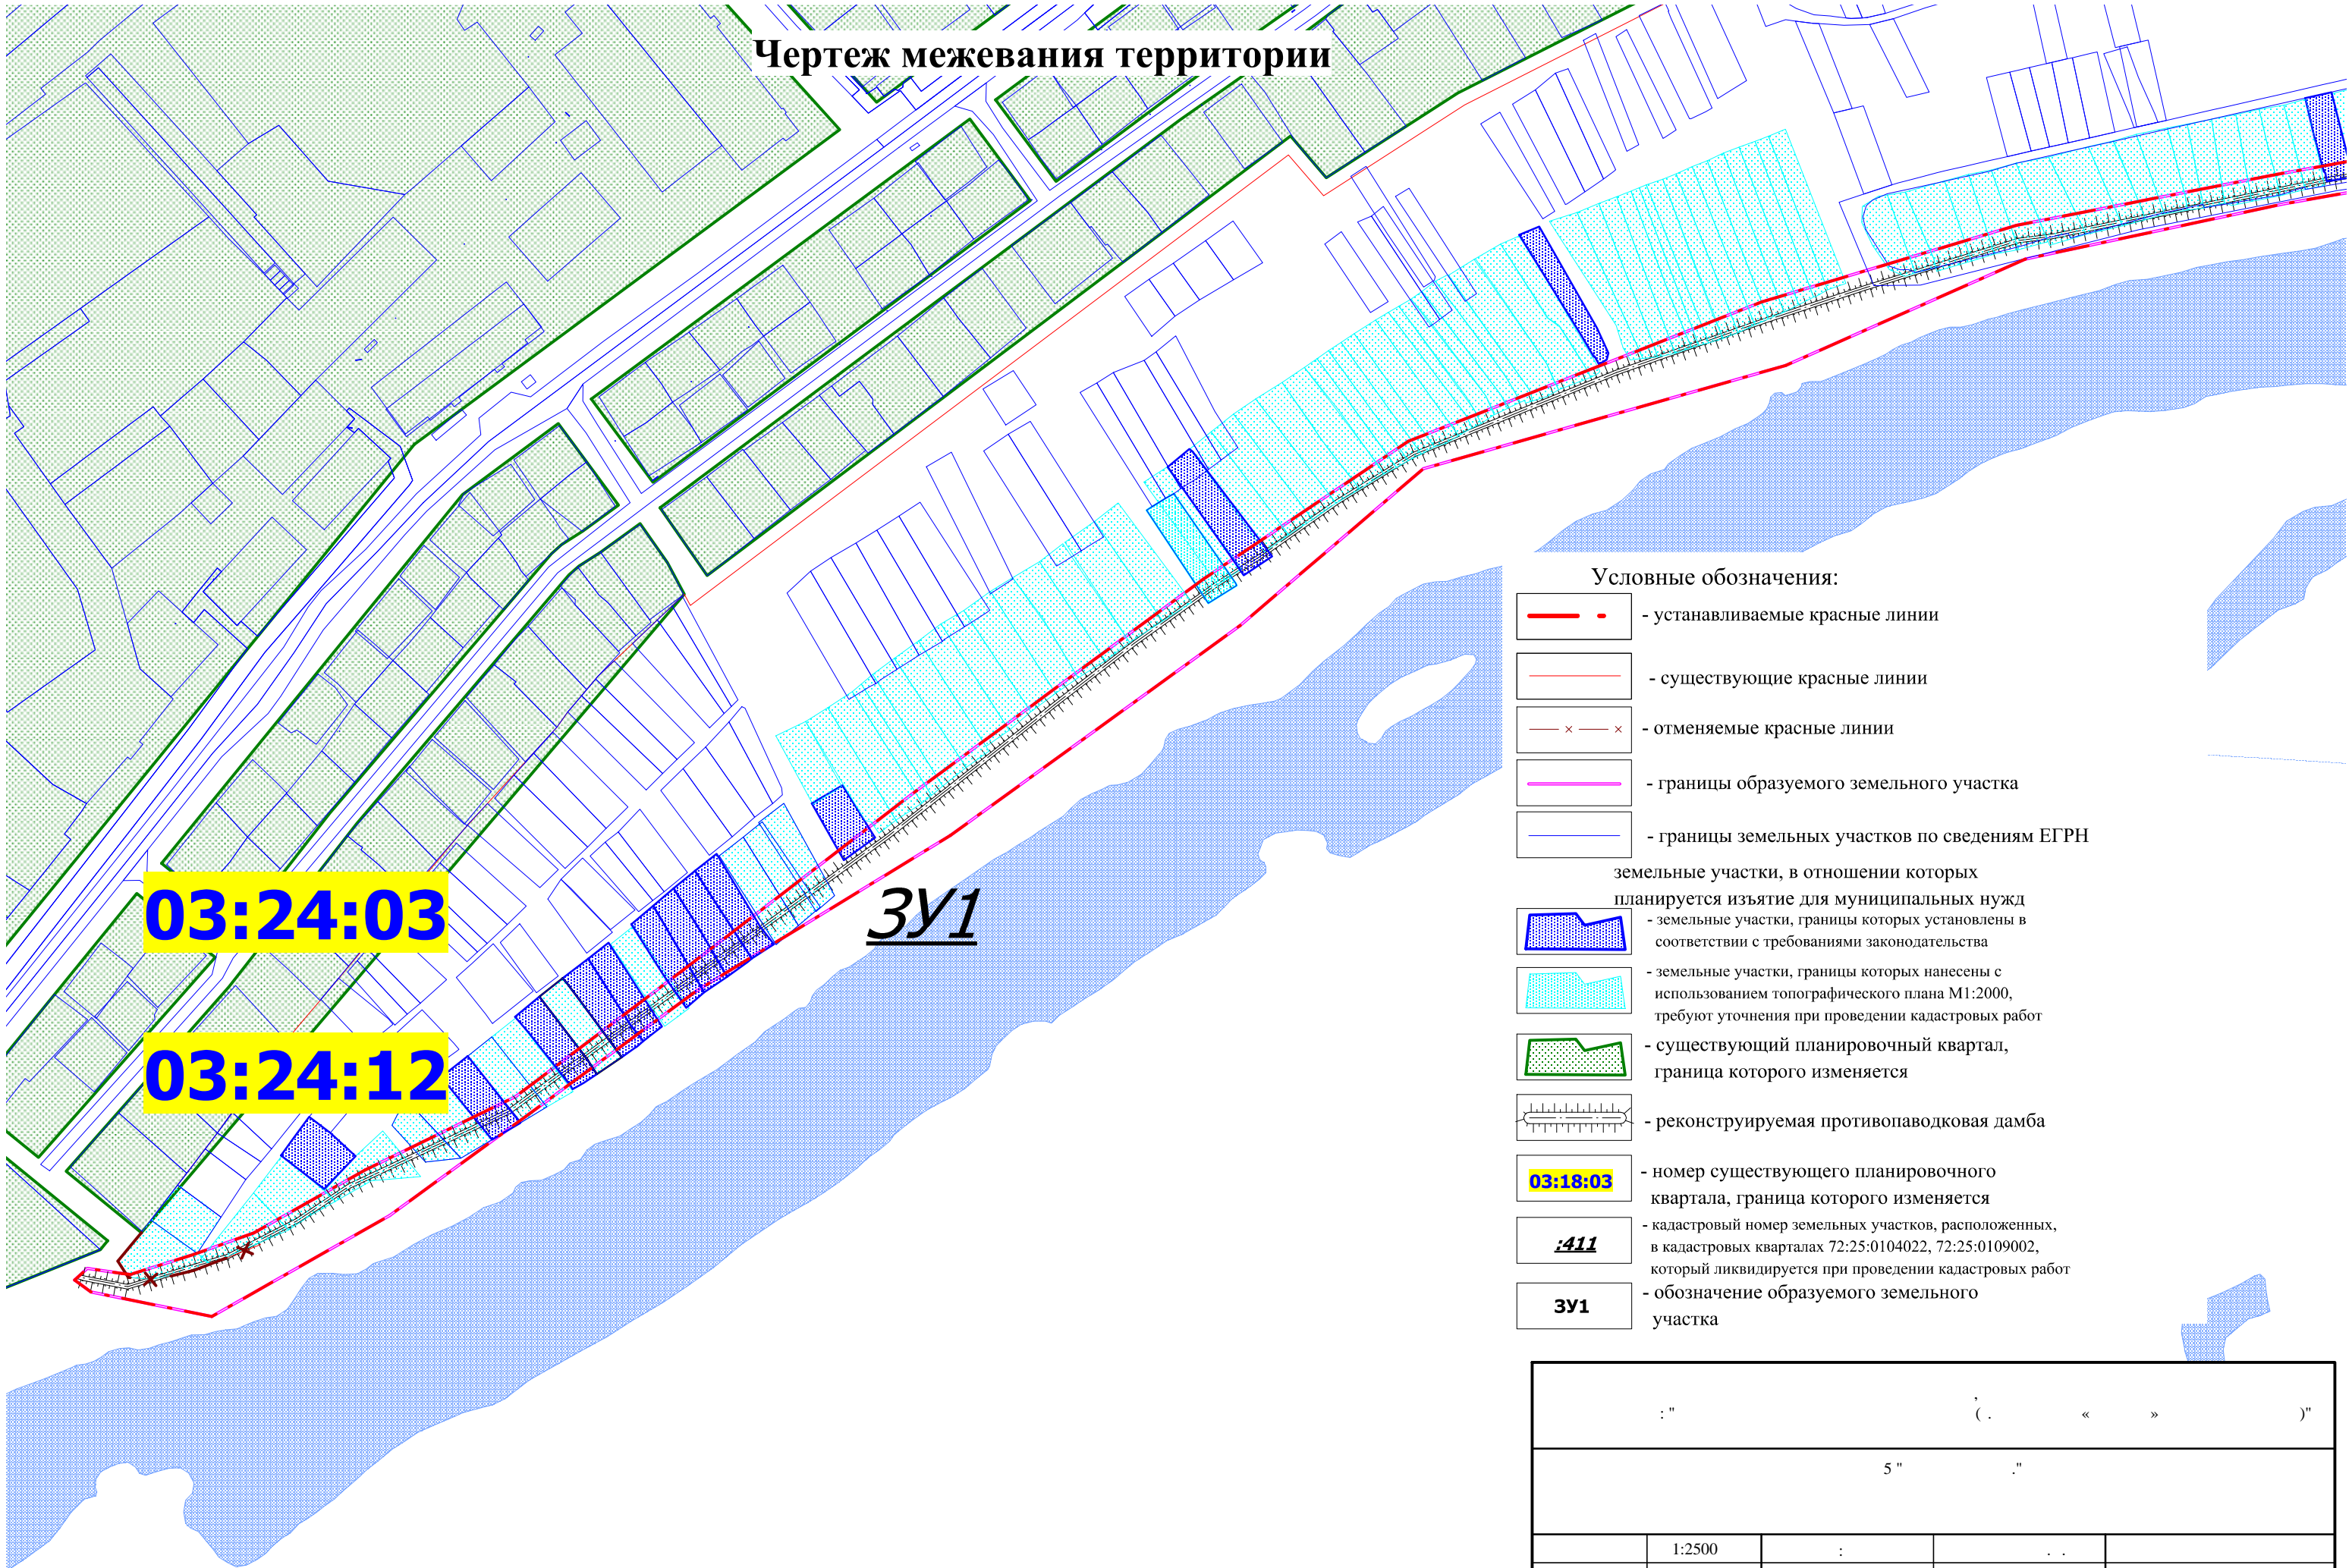 Чертеж межевания территории
03:24:03
03:24:12
ЗУ1
Условные обозначения:
- устанавливаемые красные линии
- существующие красные линии
- отменяемые красные линии
- границы образуемого земельного участка
- границы земельных участков по сведениям ЕГРН
земельные участки, в отношении которых
планируется изъятие для муниципальных нужд
- земельные участки, границы которых установлены в
соответствии с требованиями законодательства
- земельные участки, границы которых нанесены с
использованием топографического плана М1:2000,
требуют уточнения при проведении кадастровых работ
- существующий планировочный квартал,
граница которого изменяется
- реконструируемая противопаводковая дамба
03:18:03
- номер существующего планировочного
квартала, граница которого изменяется
:411
- кадастровый номер земельных участков, расположенных,
в кадастровых кварталах 72:25:0104022, 72:25:0109002,
который ликвидируется при проведении кадастровых работ
ЗУ1
- обозначение образуемого земельного
участка
,
: " ( . « » )"
5 " ."
1:2500 : . .